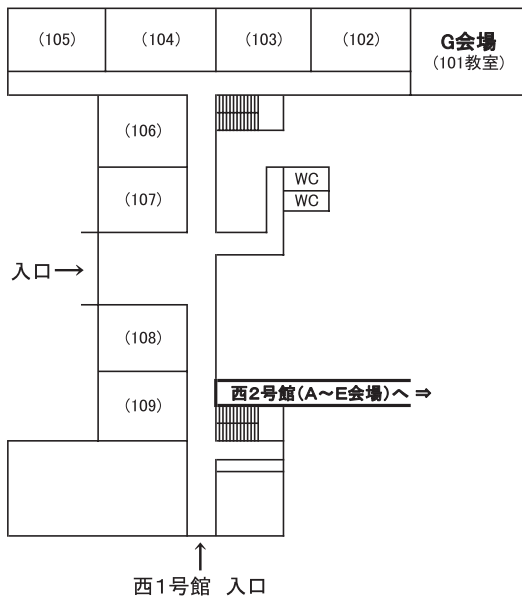 (105)
(104)
(103)
(102)
G会場
(101教室)
(106)
(107)
WC
WC
入口→
(108)
西2号館(A～E会場)へ ⇒
(109)
↑
西1号館 入口